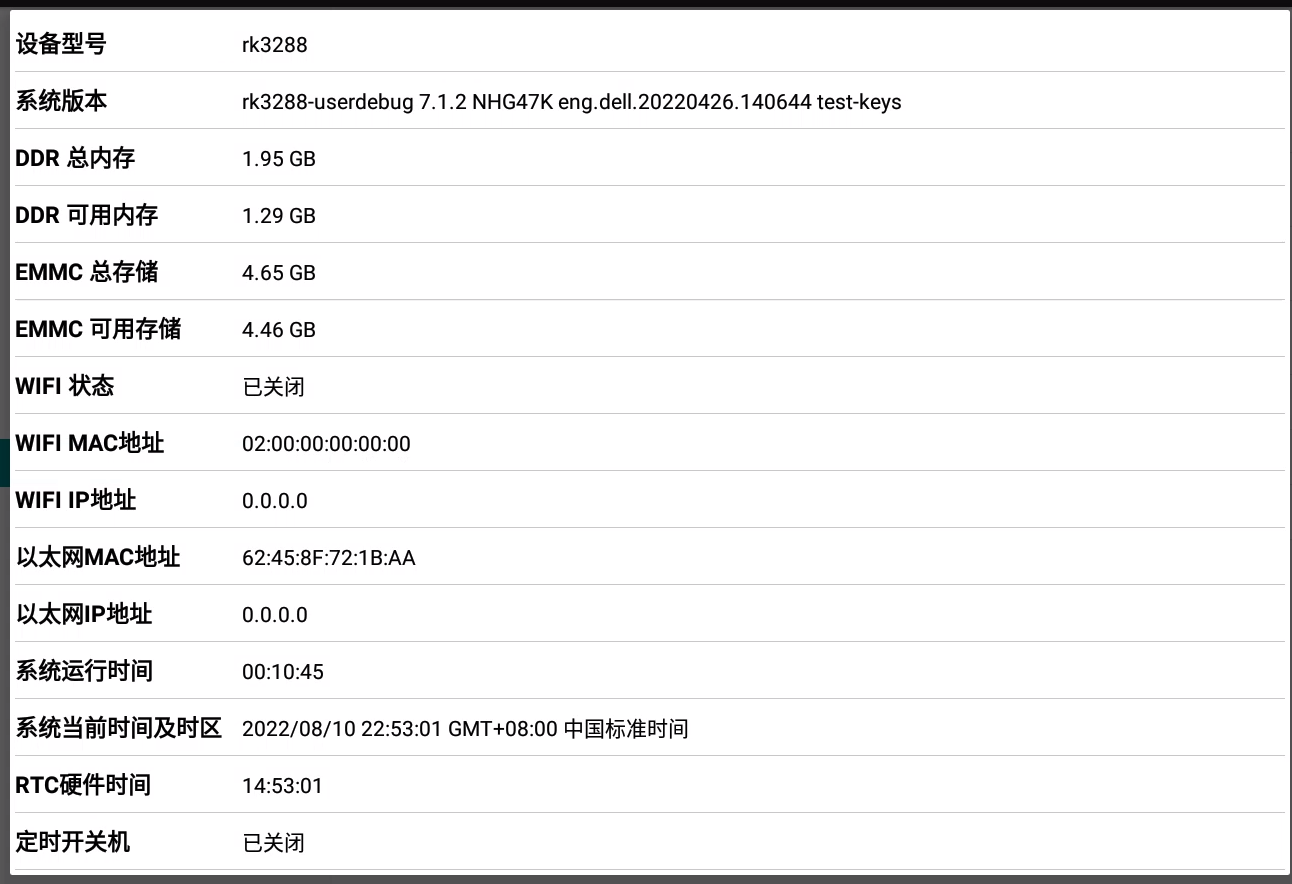 设备型号 rk3288
系统版本 rk3288-userdebug 7.1.2 NHG47K eng.dell.20220426.140644 test-keys
DDR 总内存 1.95 GB
DDR 可用内存 1.29 GB
EMMC 总存储 4.65 GB
EMMC 可用存储 4.46 GB
WIFI 状态 已关闭
WIFI MAC地址 02:00:00:00:00:00
WIFI IP地址 0.0.0.0
以太网MAC地址 62:45:8F:72:1B:AA
以太网IP地址 0.0.0.0
系统运行时间 00:10:45
系统当前时间及时区 2022/08/10 22:53:01 GMT+08:00 中国标准时间
RTC硬件时间 14:53:01
定时开关机 已关闭